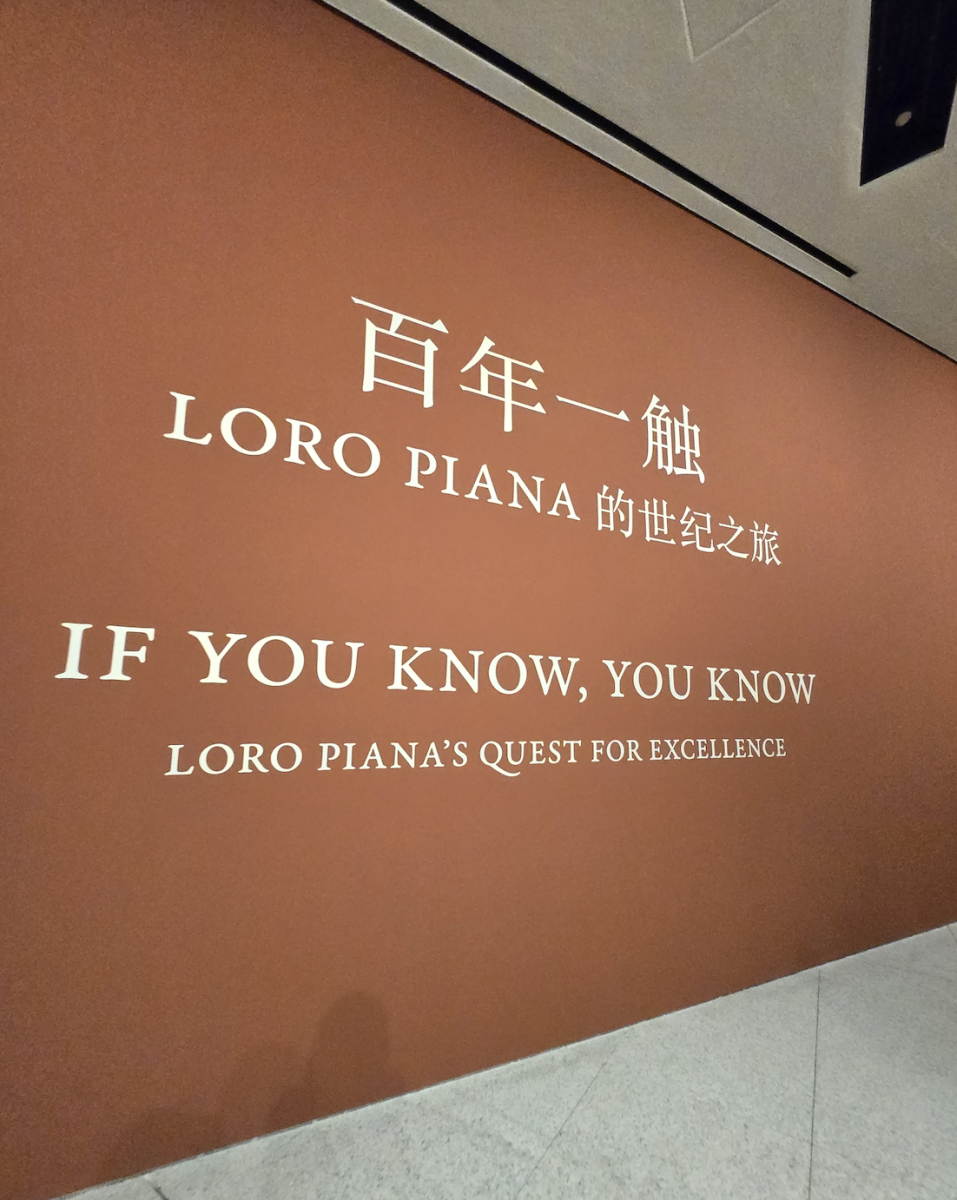 百年一触
LORO PIANA 的世纪之旅
IF YOU KNOW, YOU KNOW
LORO PIANA'S QUEST FOR EXCELLENCE